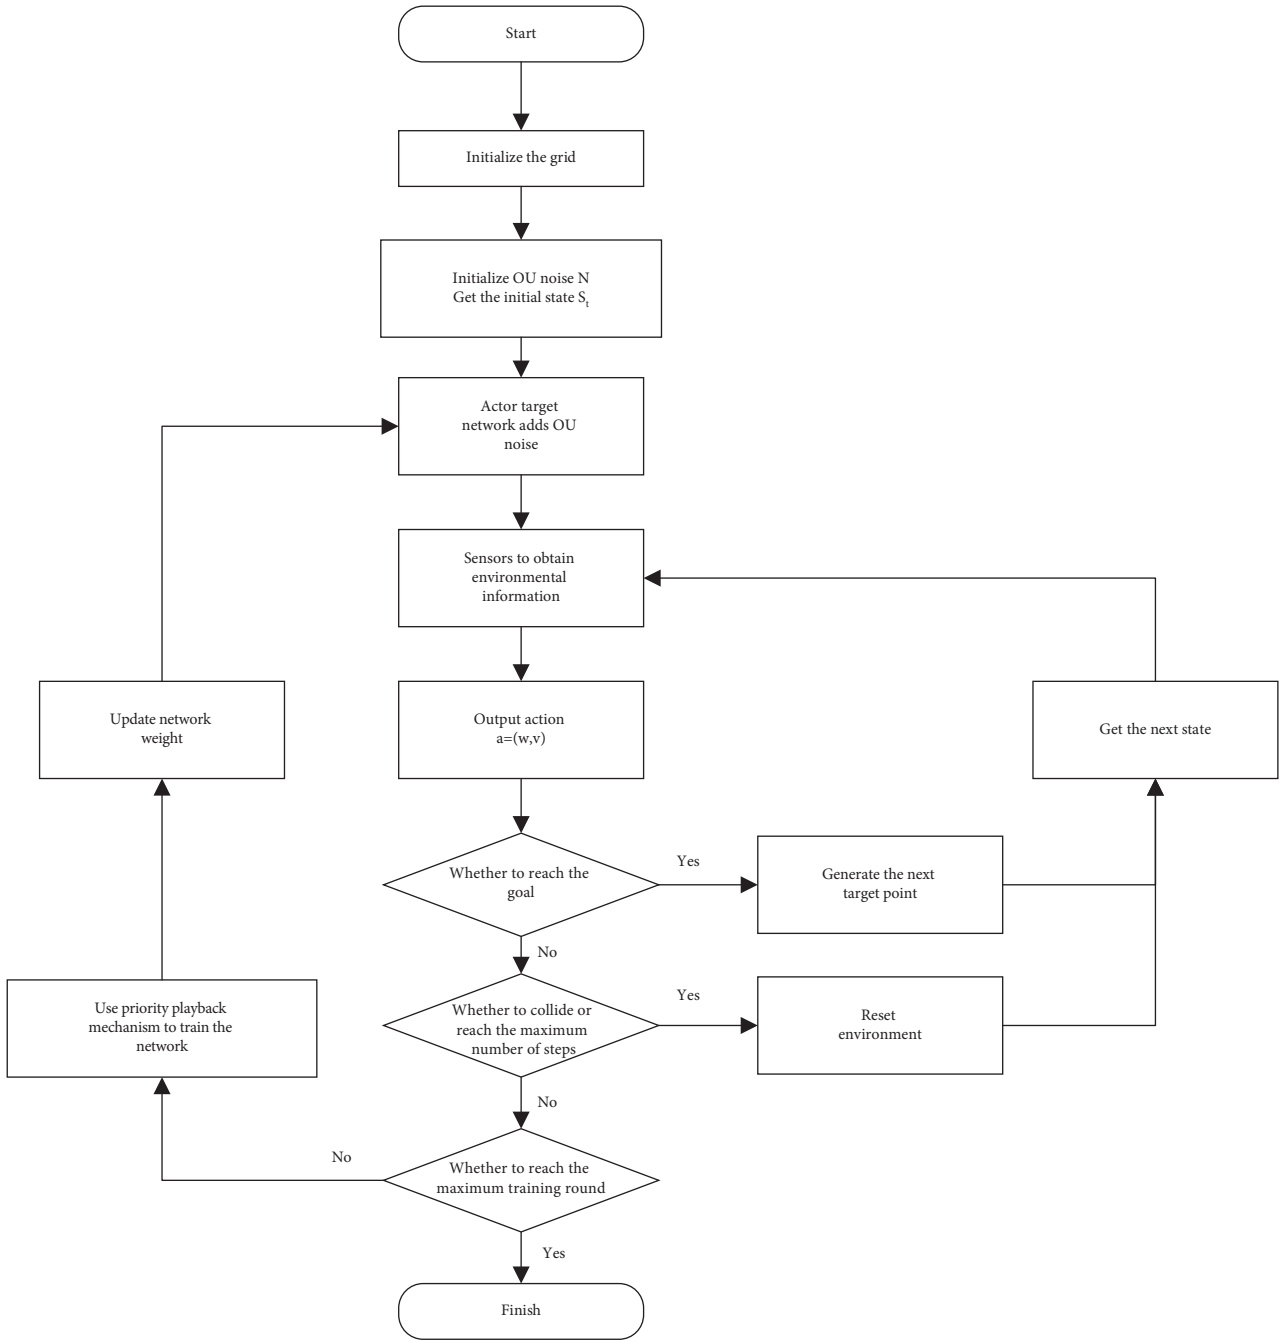 Start
Initialize the grid
Initialize OU noise N
Get the initial state Sₜ
Actor target
network adds OU
noise
Sensors to obtain
environmental
information
Update network
weight
Output action
a=(w,v)
Get the next state
Whether to reach the
goal
Yes
Generate the next
target point
No
Use priority playback
mechanism to train the
network
Whether to collide or
reach the maximum
number of steps
Yes
Reset
environment
No
No
Whether to reach the
maximum training round
Yes
Finish